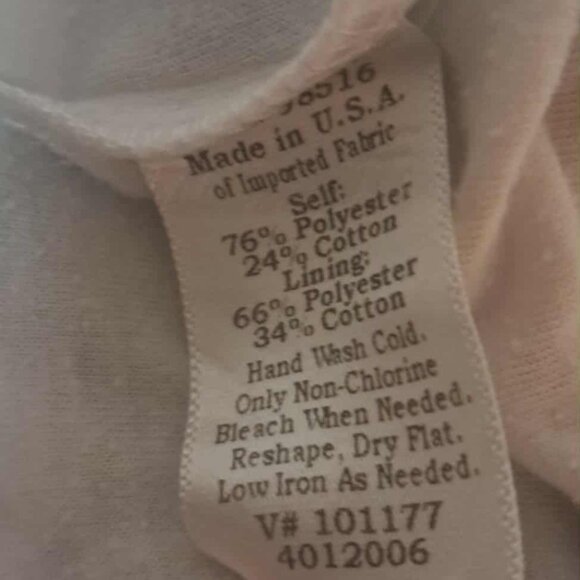 98516
Made in U.S.A.
of Imported Fabric
Self:
76% Polyester
24% Cotton
Lining:
66% Polyester
34% Cotton
Hand Wash Cold.
Only Non-Chlorine
Bleach When Needed.
Reshape, Dry Flat.
Low Iron As Needed.
V# 101177
4012006